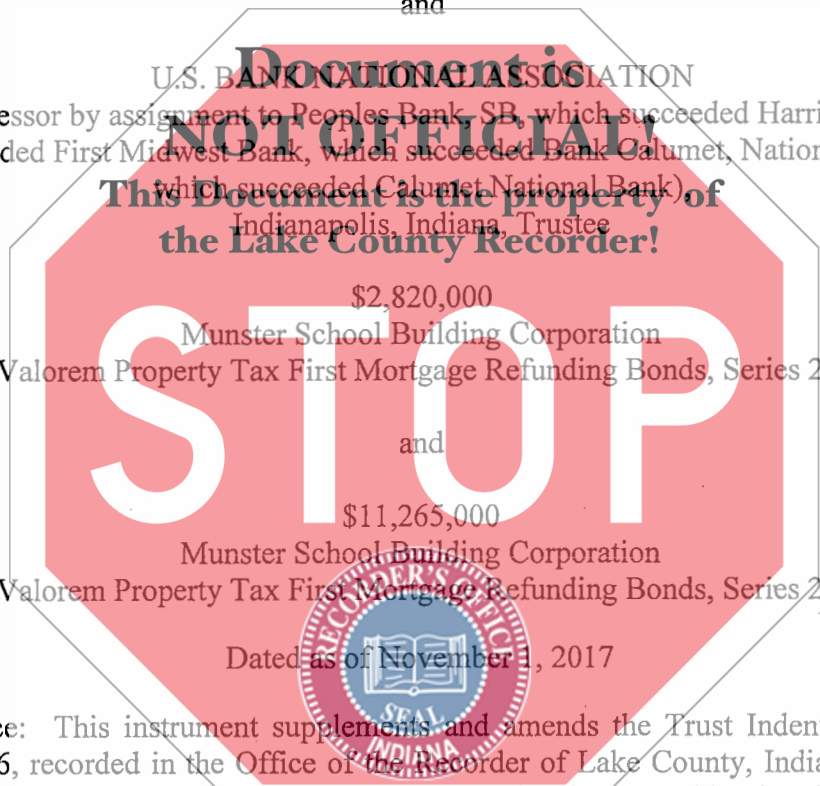 and
Document is
U.S. BANK NATIONAL ASSOCIATION
essor by assignment to Peoples Bank, SB, which succeeded Harri
NOT OFFICIAL!
ded First Midwest Bank, which succeeded Bank Calumet, Nation
which succeeded Calumet National Bank),
This Document is the property of
Indianapolis, Indiana, Trustee
the Lake County Recorder!
$2,820,000
Munster School Building Corporation
Valorem Property Tax First Mortgage Refunding Bonds, Series 2
STOP
and
$11,265,000
Munster School Building Corporation
Valorem Property Tax First Mortgage Refunding Bonds, Series 2
RECORDER'S OFFICE
Dated as of November 1, 2017
SEAL
INDIANA
e: This instrument supplements and amends the Trust Inden
6, recorded in the Office of the Recorder of Lake County, India